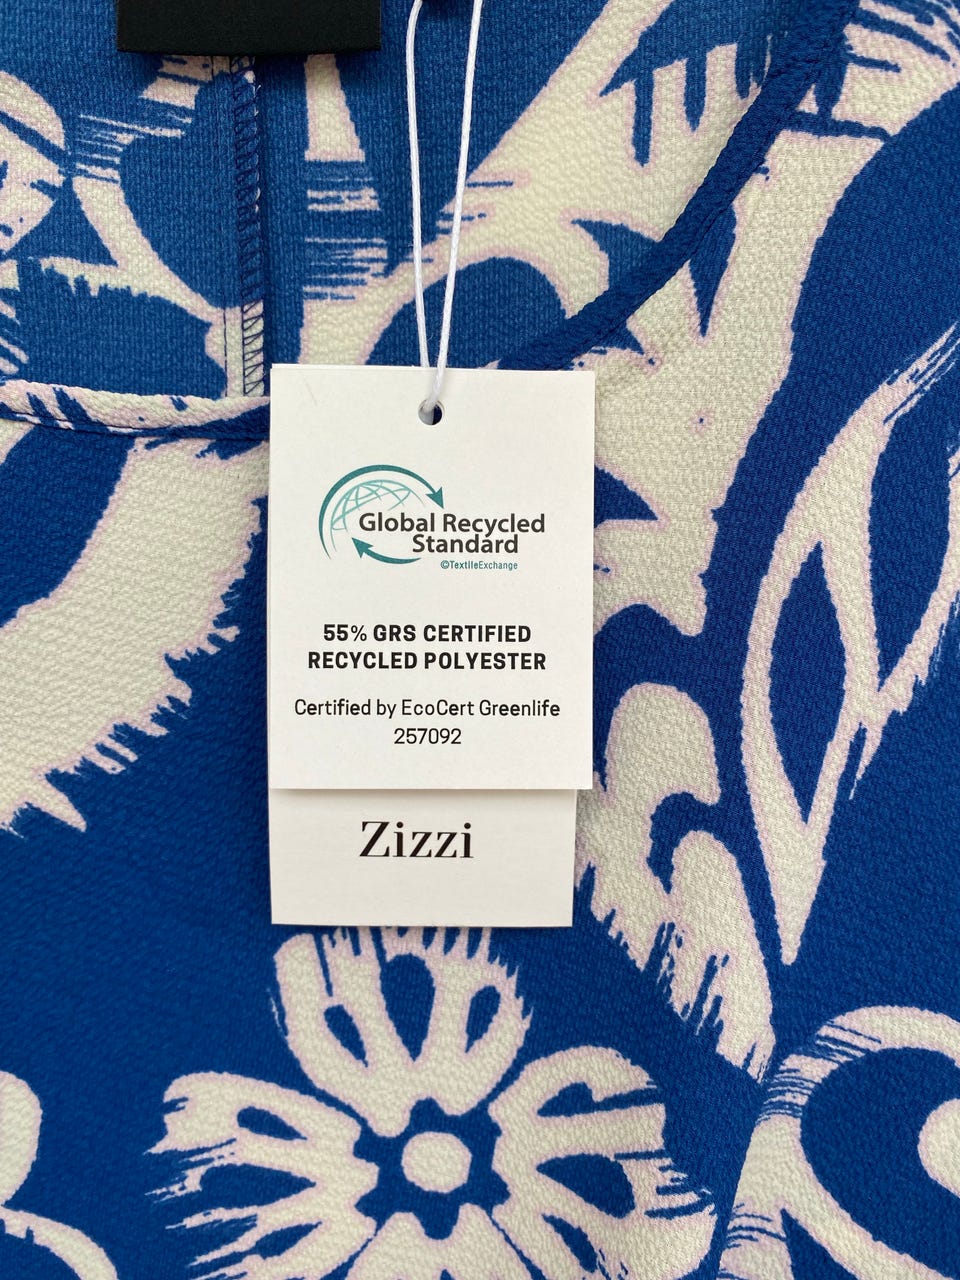 Global Recycled
Standard
©TextileExchange
55% GRS CERTIFIED
RECYCLED POLYESTER
Certified by EcoCert Greenlife
257092
Zizzi